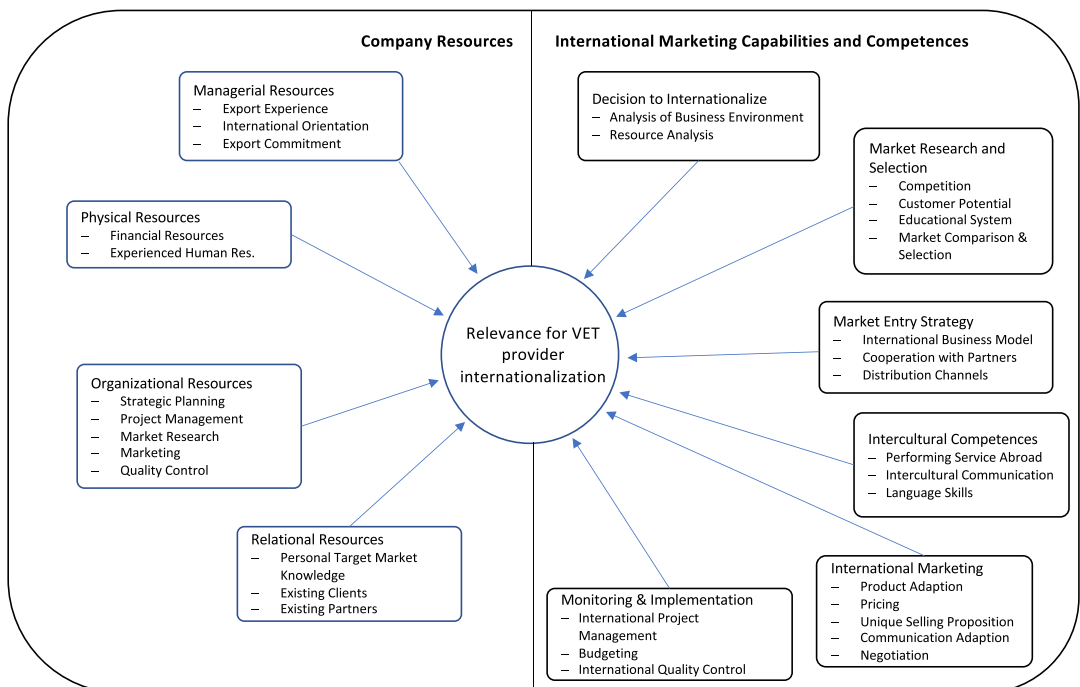 Company Resources
International Marketing Capabilities and Competences
Managerial Resources
– Export Experience
– International Orientation
– Export Commitment
Physical Resources
– Financial Resources
– Experienced Human Res.
Organizational Resources
– Strategic Planning
– Project Management
– Market Research
– Marketing
– Quality Control
Relational Resources
– Personal Target Market
Knowledge
– Existing Clients
– Existing Partners
Relevance for VET
provider
internationalization
Decision to Internationalize
– Analysis of Business Environment
– Resource Analysis
Market Research and
Selection
– Competition
– Customer Potential
– Educational System
– Market Comparison &
Selection
Market Entry Strategy
– International Business Model
– Cooperation with Partners
– Distribution Channels
Intercultural Competences
– Performing Service Abroad
– Intercultural Communication
– Language Skills
International Marketing
– Product Adaption
– Pricing
– Unique Selling Proposition
– Communication Adaption
– Negotiation
Monitoring & Implementation
– International Project
Management
– Budgeting
– International Quality Control